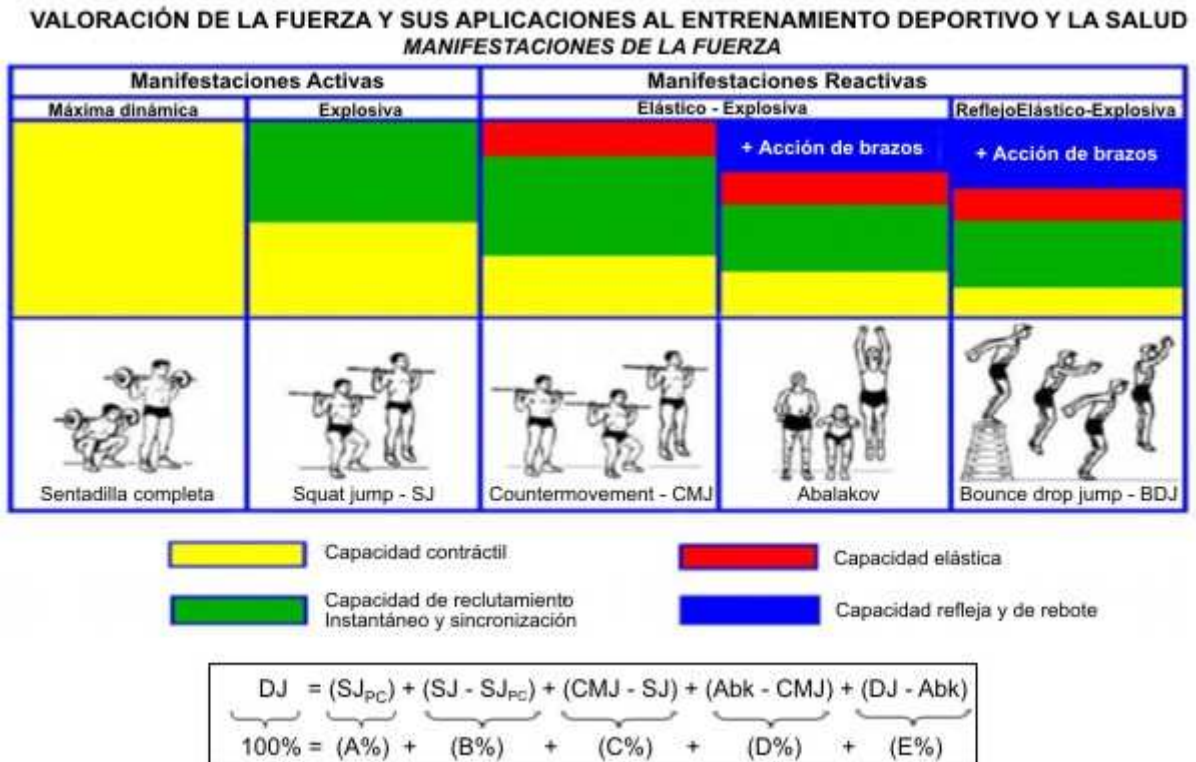 VALORACIÓN DE LA FUERZA Y SUS APLICACIONES AL ENTRENAMIENTO DEPORTIVO Y LA SALUD
MANIFESTACIONES DE LA FUERZA
Manifestaciones Activas
Manifestaciones Reactivas
Máxima dinámica
Explosiva
Elástico - Explosiva
ReflejoElástico-Explosiva
+ Acción de brazos
+ Acción de brazos
Sentadilla completa
Squat jump - SJ
Countermovement - CMJ
Abalakov
Bounce drop jump - BDJ
Capacidad contráctil
Capacidad elástica
Capacidad de reclutamiento
Instantáneo y sincronización
Capacidad refleja y de rebote
DJ = (SJPC) + (SJ - SJPC) + (CMJ - SJ) + (Abk - CMJ) + (DJ - Abk)
100% = (A%) + (B%) + (C%) + (D%) + (E%)